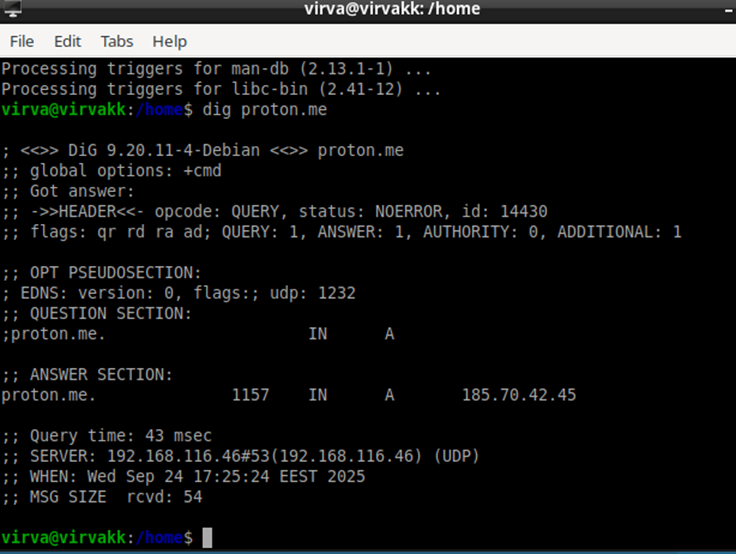 virva@virvakk: /home
File Edit Tabs Help
Processing triggers for man-db (2.13.1-1) ...
Processing triggers for libc-bin (2.41-12) ...
virva@virvakk:/home$ dig proton.me

; <<>> DiG 9.20.11-4-Debian <<>> proton.me
;; global options: +cmd
;; Got answer:
;; ->>HEADER<<- opcode: QUERY, status: NOERROR, id: 14430
;; flags: qr rd ra ad; QUERY: 1, ANSWER: 1, AUTHORITY: 0, ADDITIONAL: 1

;; OPT PSEUDOSECTION:
; EDNS: version: 0, flags:; udp: 1232
;; QUESTION SECTION:
;proton.me.			IN	A

;; ANSWER SECTION:
proton.me.		1157	IN	A	185.70.42.45

;; Query time: 43 msec
;; SERVER: 192.168.116.46#53(192.168.116.46) (UDP)
;; WHEN: Wed Sep 24 17:25:24 EEST 2025
;; MSG SIZE  rcvd: 54

virva@virvakk:/home$